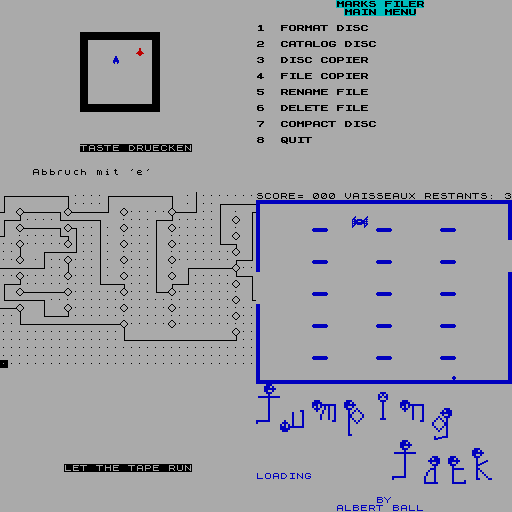 MARKS FILER
MAIN MENU
1 FORMAT DISC
2 CATALOG DISC
3 DISC COPIER
4 FILE COPIER
5 RENAME FILE
6 DELETE FILE
7 COMPACT DISC
8 QUIT
TASTE DRUECKEN
Abbruch mit 'e'
SCORE= 000 VAISSEAUX RESTANTS: 3
Jumping
Jack
LET THE TAPE RUN
LOADING
BY
ALBERT BALL